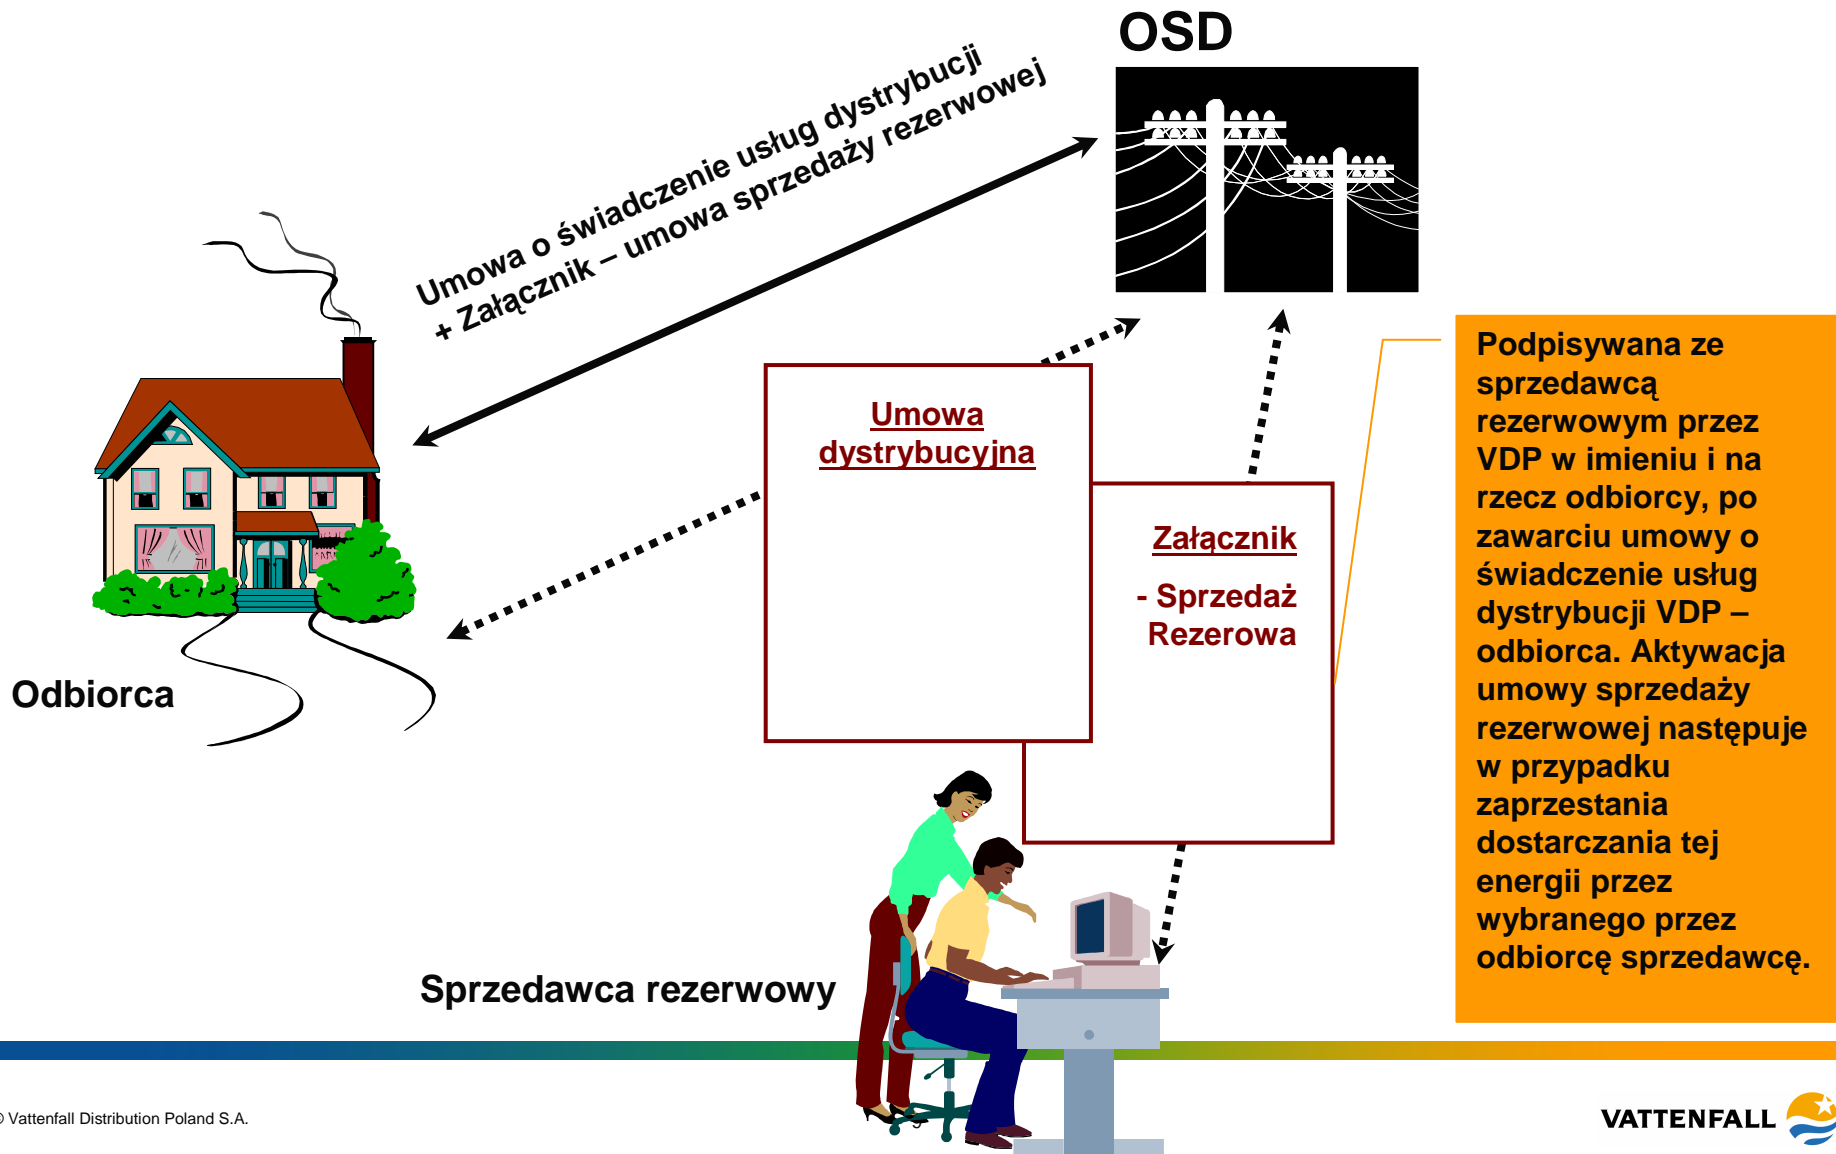 OSD
Umowa o świadczenie usług dystrybucji
+ Załącznik – umowa sprzedaży rezerwowej
Umowa
dystrybucyjna
Załącznik
- Sprzedaż
Rezerowa
Podpisywana ze
sprzedawcą
rezerwowym przez
VDP w imieniu i na
rzecz odbiorcy, po
zawarciu umowy o
świadczenie usług
dystrybucji VDP –
odbiorca. Aktywacja
umowy sprzedaży
rezerwowej następuje
w przypadku
zaprzestania
dostarczania tej
energii przez
wybranego przez
odbiorcę sprzedawcę.
Odbiorca
Sprzedawca rezerwowy
© Vattenfall Distribution Poland S.A.
VATTENFALL